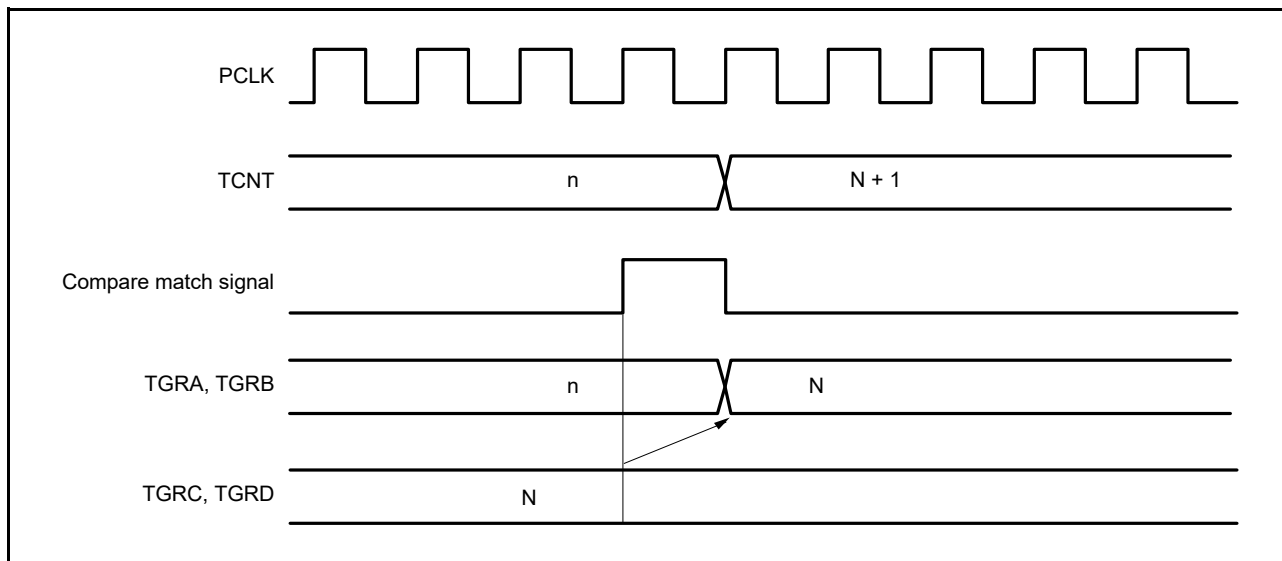 PCLK
TCNT n N + 1
Compare match signal
TGRA, TGRB n N
TGRC, TGRD N